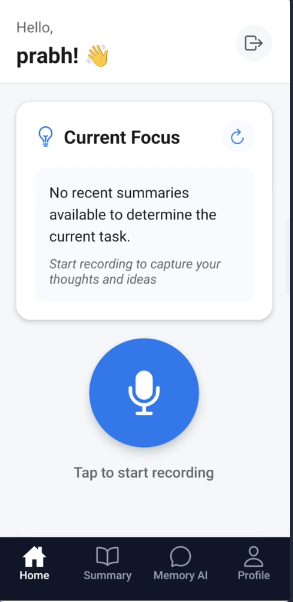 Hello,
prabh! 👋
Current Focus
No recent summaries
available to determine the
current task.
Start recording to capture your
thoughts and ideas
Tap to start recording
Home Summary Memory AI Profile